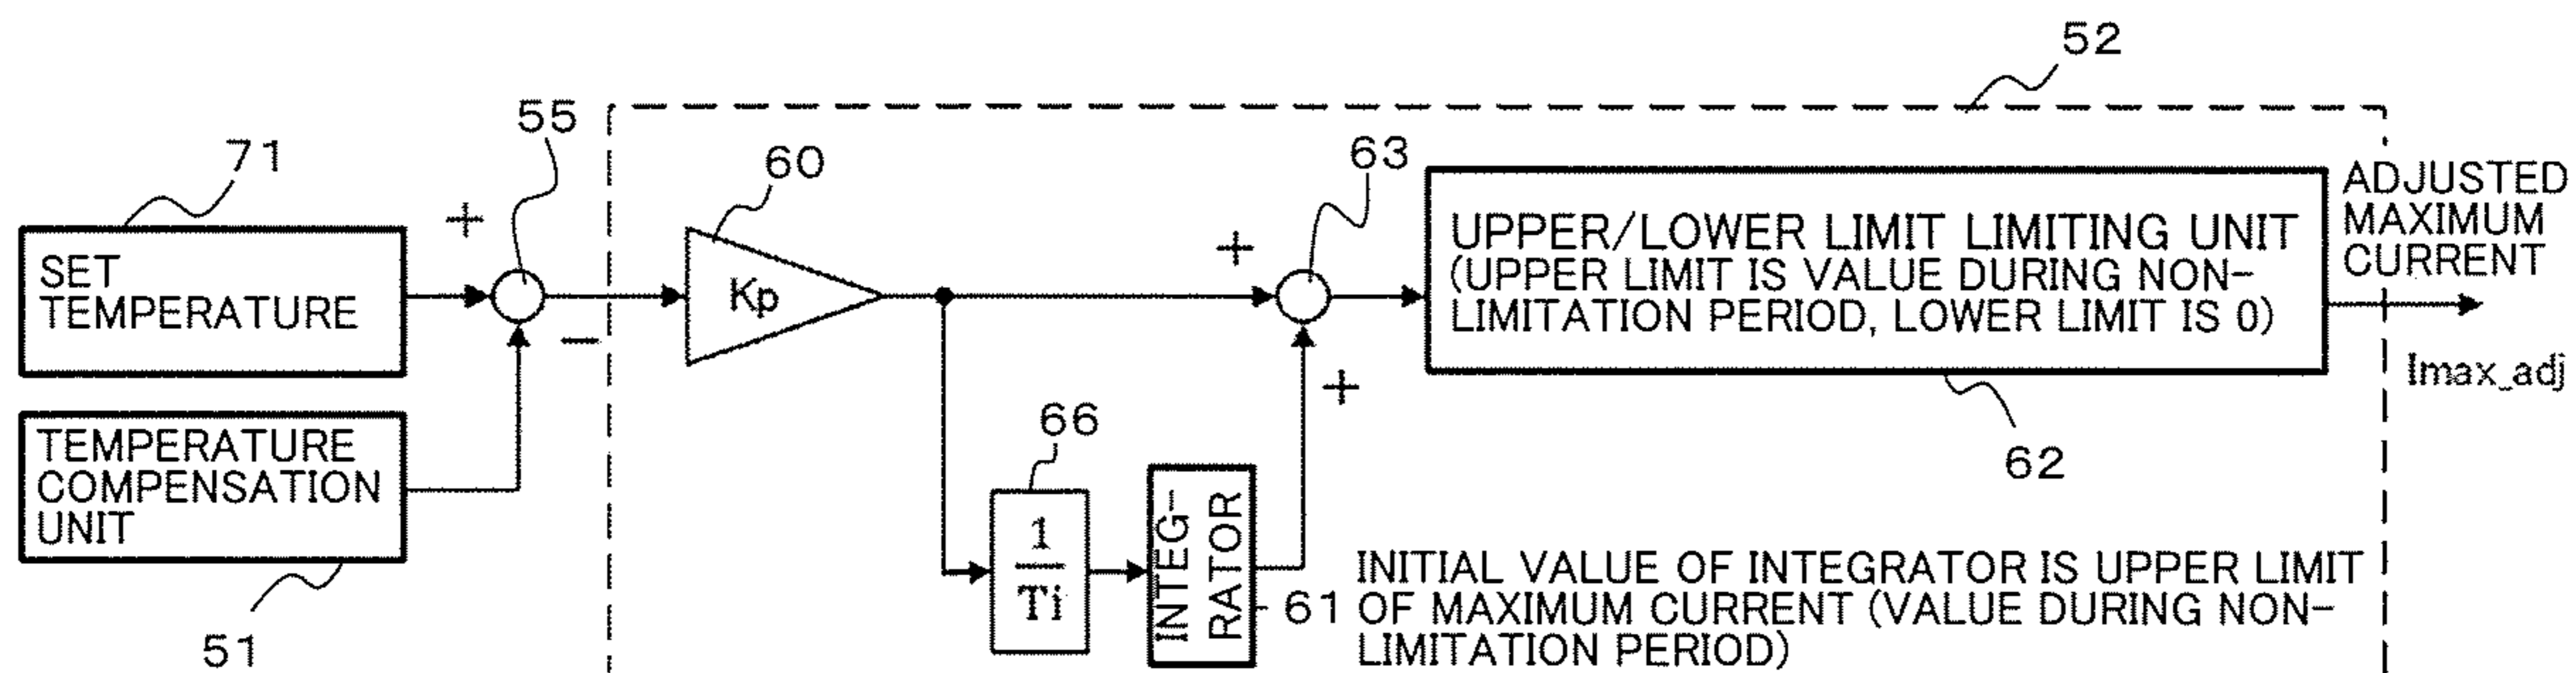 52
55
71
60
63
ADJUSTED
MAXIMUM
CURRENT
+
SET
TEMPERATURE
Kp
+
UPPER/LOWER LIMIT LIMITING UNIT
(UPPER LIMIT IS VALUE DURING NON-
LIMITATION PERIOD, LOWER LIMIT IS 0)
−
+
Imax_adj
TEMPERATURE
COMPENSATION
UNIT
66
62
1
Ti
INTEG-
RATOR
61
INITIAL VALUE OF INTEGRATOR IS UPPER LIMIT
OF MAXIMUM CURRENT (VALUE DURING NON-
LIMITATION PERIOD)
51